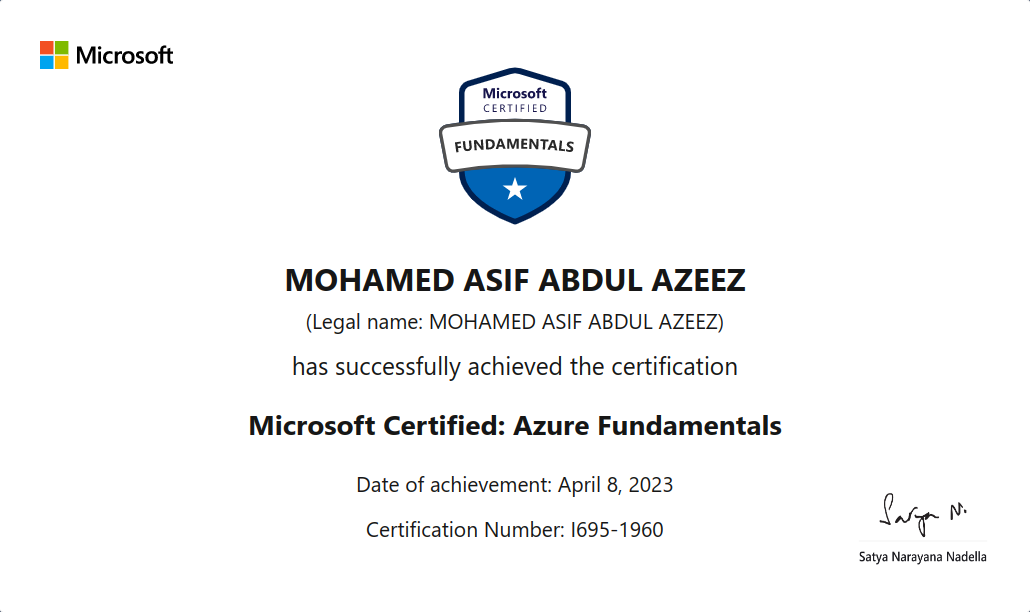 Microsoft
Microsoft
CERTIFIED
FUNDAMENTALS
MOHAMED ASIF ABDUL AZEEZ
(Legal name: MOHAMED ASIF ABDUL AZEEZ)
has successfully achieved the certification
Microsoft Certified: Azure Fundamentals
Date of achievement: April 8, 2023
Certification Number: I695-1960
Satya N.
Satya Narayana Nadella